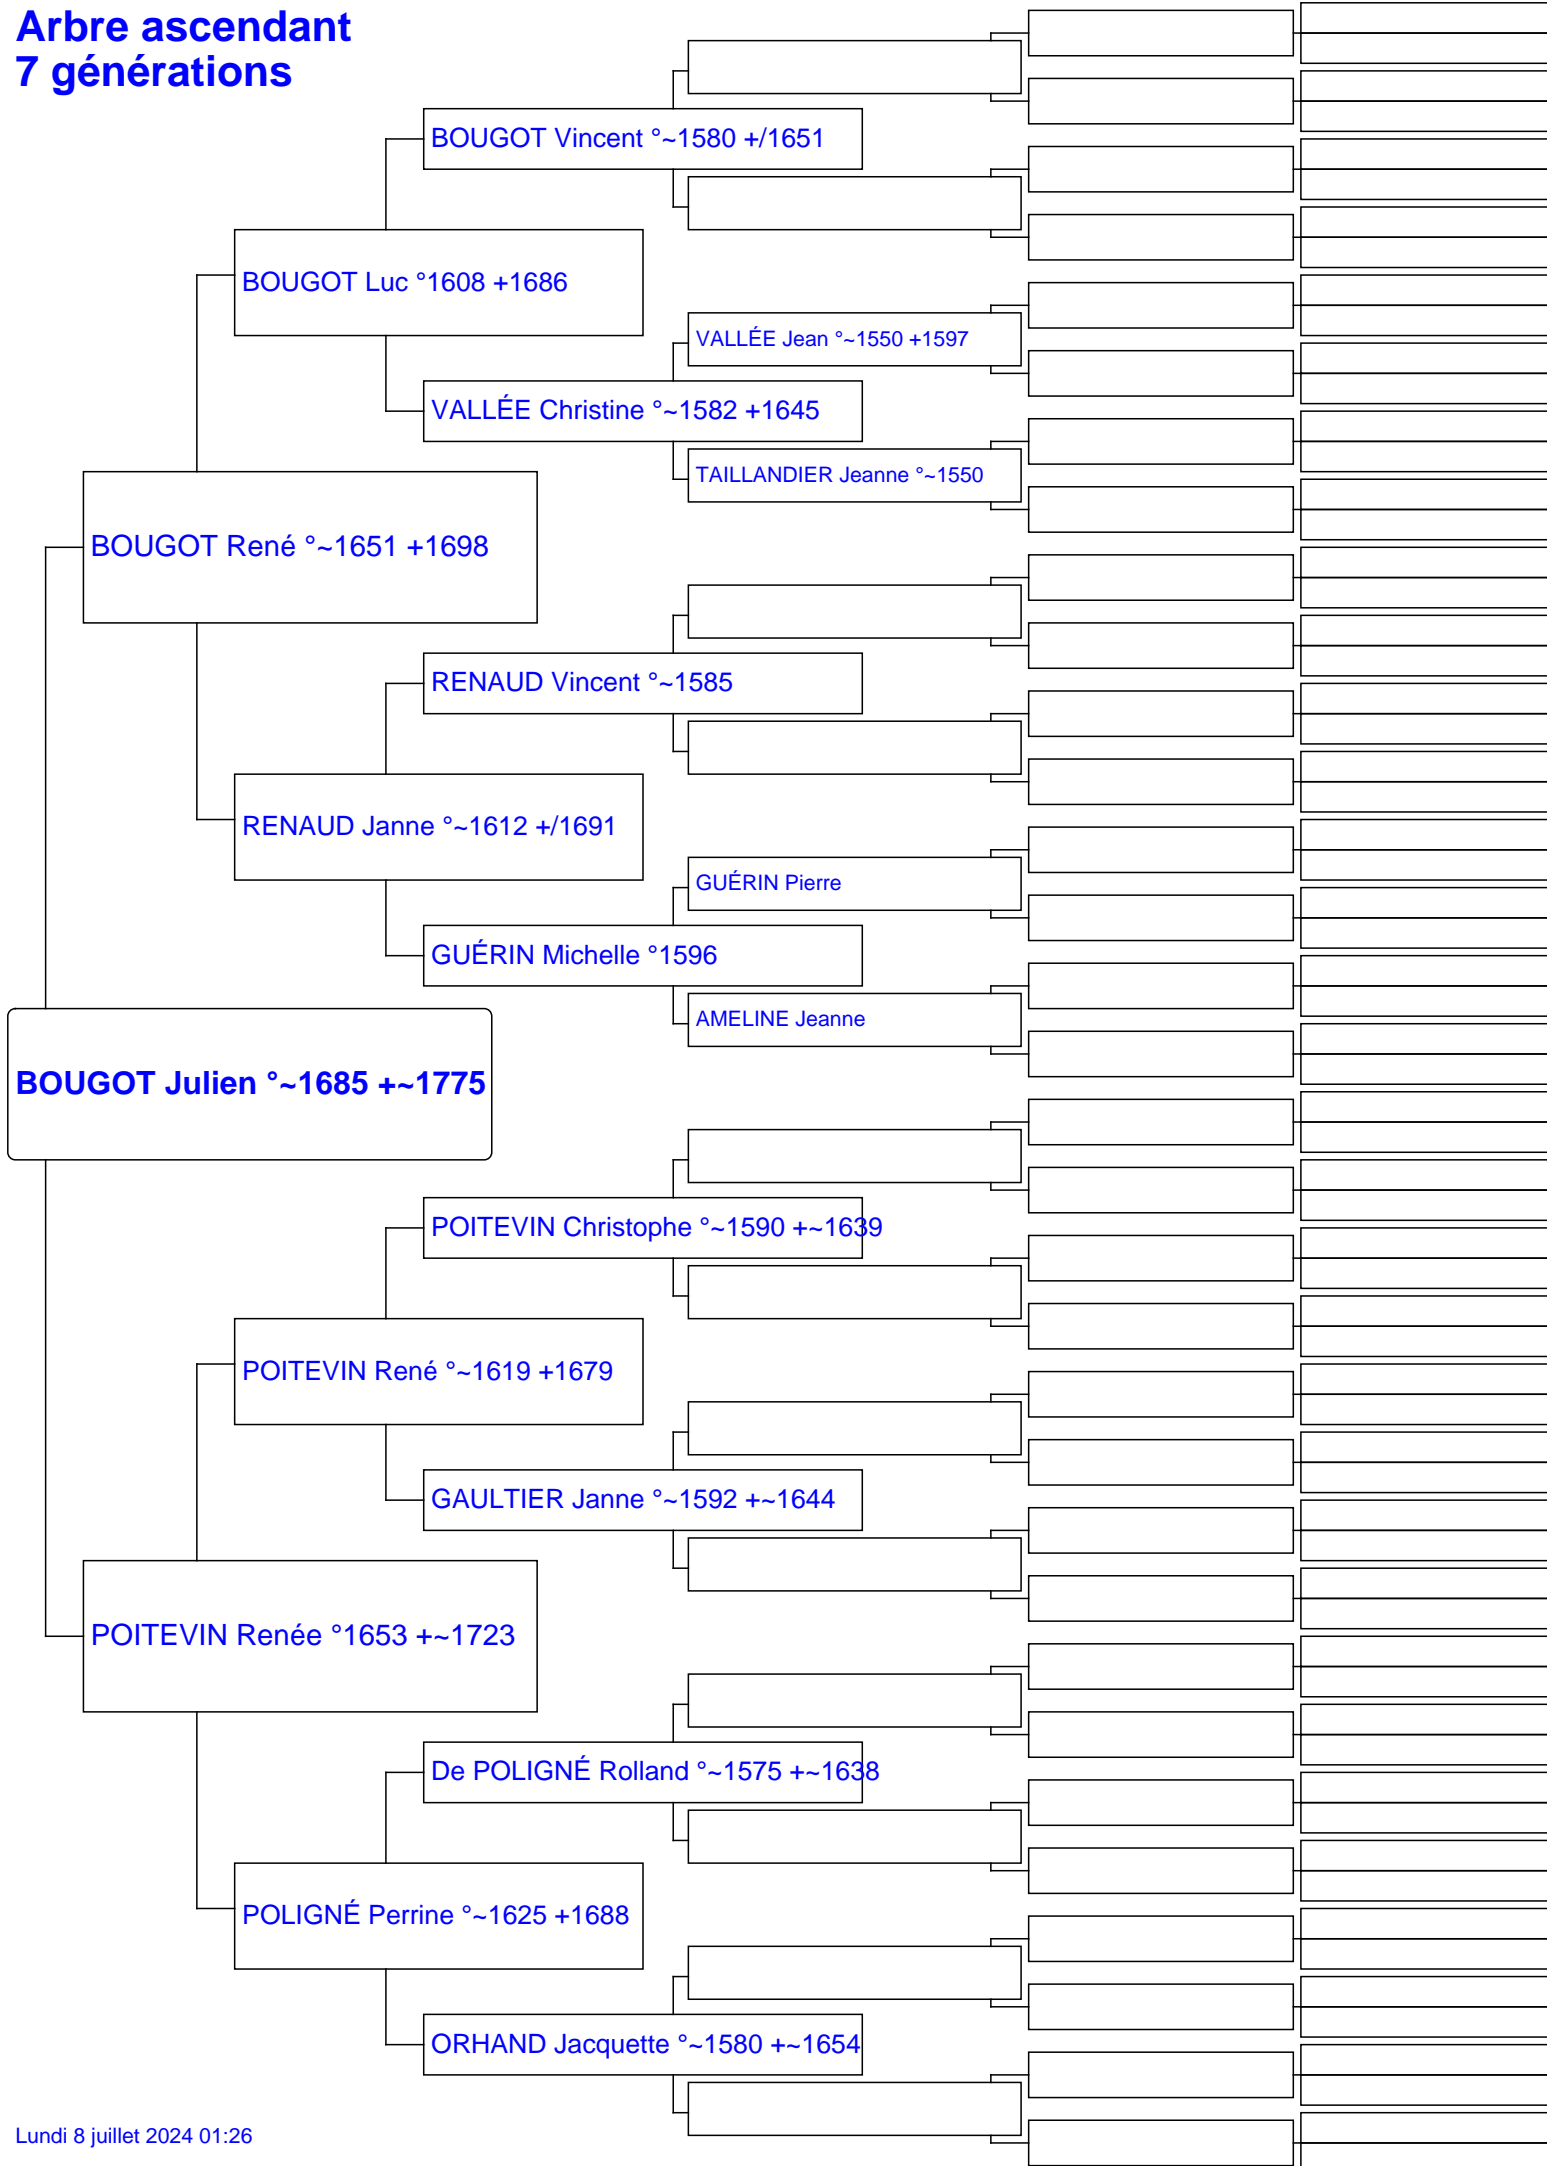 Arbre ascendant
7 générations
BOUGOT Vincent °~1580 +/1651
BOUGOT Luc °1608 +1686
VALLÉE Jean °~1550 +1597
VALLÉE Christine °~1582 +1645
TAILLANDIER Jeanne °~1550
BOUGOT René °~1651 +1698
RENAUD Vincent °~1585
RENAUD Janne °~1612 +/1691
GUÉRIN Pierre
GUÉRIN Michelle °1596
AMELINE Jeanne
BOUGOT Julien °~1685 +~1775
POITEVIN Christophe °~1590 +~1639
POITEVIN René °~1619 +1679
GAULTIER Janne °~1592 +~1644
POITEVIN Renée °1653 +~1723
De POLIGNÉ Rolland °~1575 +~1638
POLIGNÉ Perrine °~1625 +1688
ORHAND Jacquette °~1580 +~1654
Lundi 8 juillet 2024 01:26